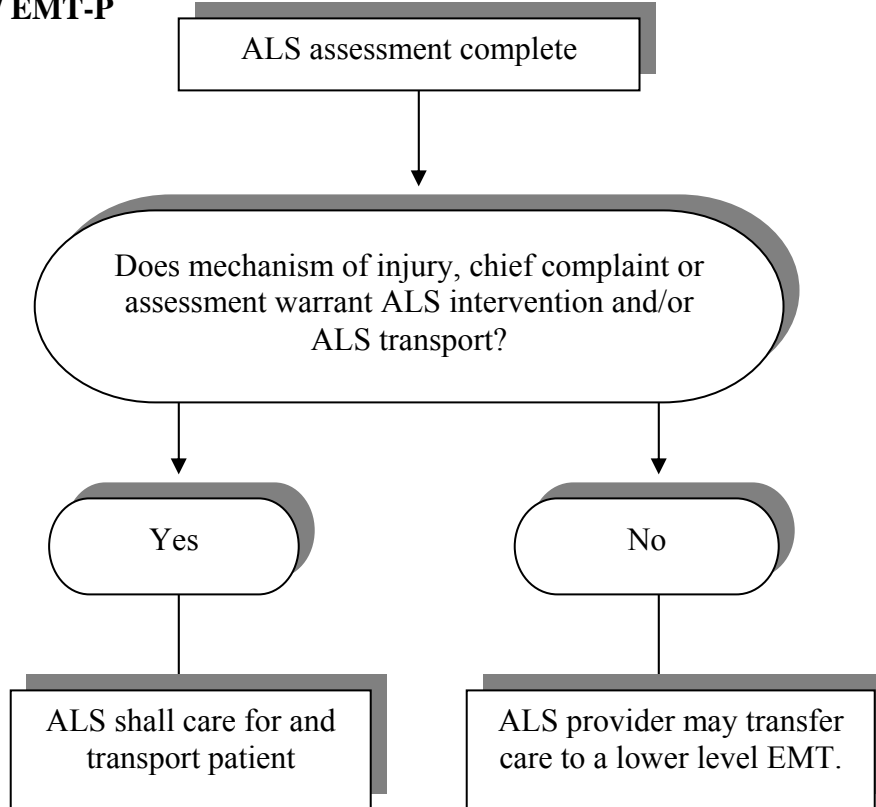 / EMT-P
ALS assessment complete
Does mechanism of injury, chief complaint or
assessment warrant ALS intervention and/or
ALS transport?
Yes
No
ALS shall care for and
transport patient
ALS provider may transfer
care to a lower level EMT.